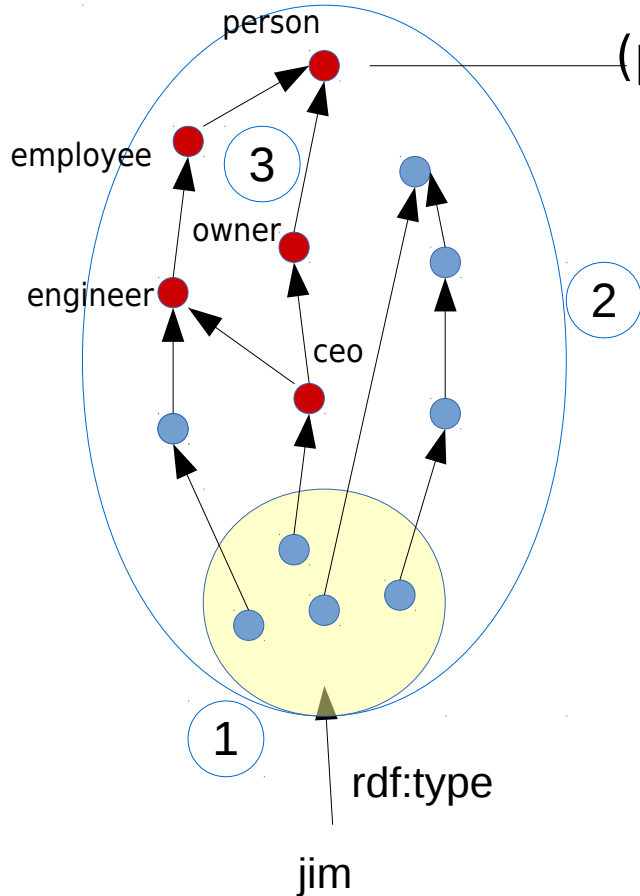 person
(p
employee
3
owner
engineer
2
ceo
1
rdf:type
jim